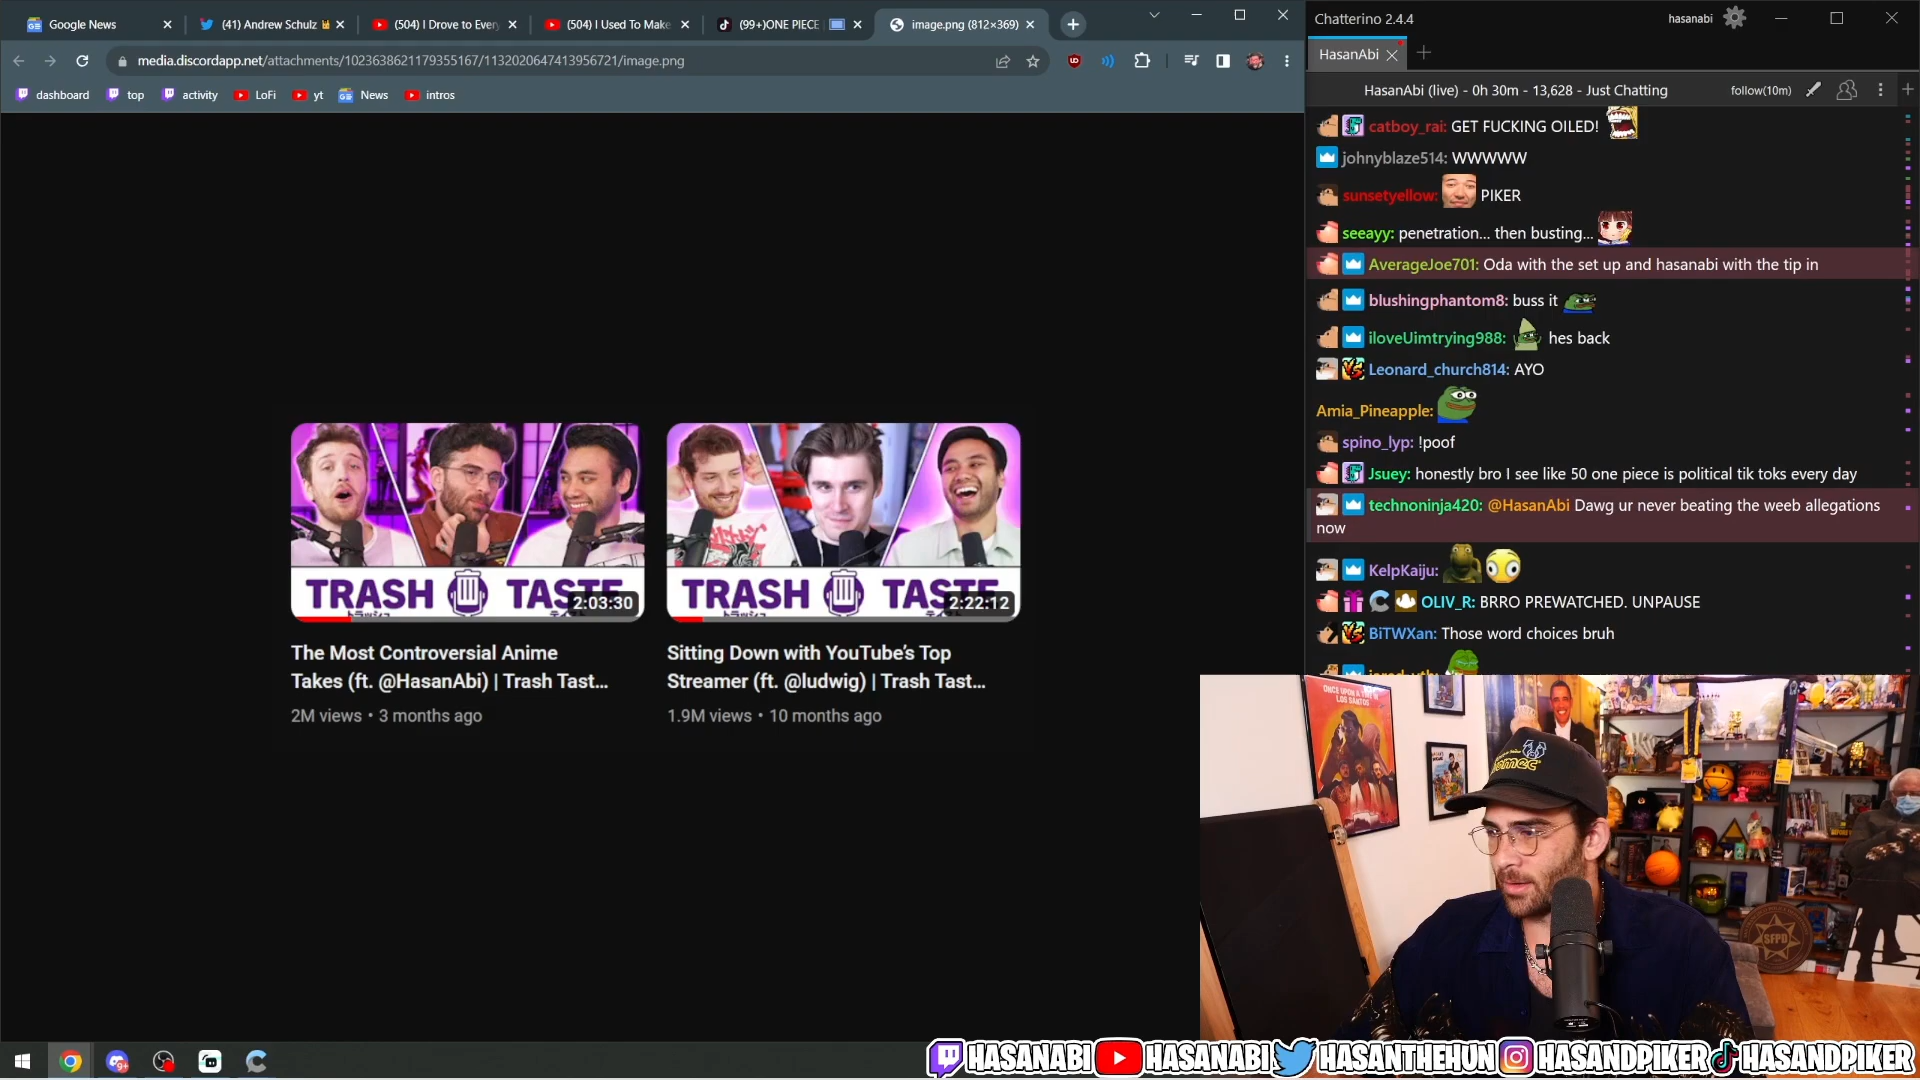 Google News
(41) Andrew Schulz
(504) I Drove to Every
(504) I Used To Make
(99+)ONE PIECE
image.png (812×369)
media.discordapp.net/attachments/1023638621179355167/1132020647413956721/image.png
dashboard
top
activity
LoFi
yt
News
intros
TRASH TASTE
2:03:30
The Most Controversial Anime
Takes (ft. @HasanAbi) | Trash Tast...
2M views • 3 months ago
TRASH TASTE
2:22:12
Sitting Down with YouTube's Top
Streamer (ft. @ludwig) | Trash Tast...
1.9M views • 10 months ago
Chatterino 2.4.4
hasanabi
HasanAbi
HasanAbi (live) - 0h 30m - 13,628 - Just Chatting
follow(10m)
catboy_rai: GET FUCKING OILED!
johnyblaze514: WWWWW
sunsetyellow: PIKER
seeayy: penetration... then busting...
AverageJoe701: Oda with the set up and hasanabi with the tip in
blushingphantom8: buss it
iloveUimtrying988: hes back
Leonard_church814: AYO
Amia_Pineapple:
spino_lyp: !poof
Jsuey: honestly bro I see like 50 one piece is political tik toks every day
technoninja420: @HasanAbi Dawg ur never beating the weeb allegations
now
KelpKaiju:
OLIV_R: BRRO PREWATCHED. UNPAUSE
BiTWXan: Those word choices bruh
ONCE UPON A TIME IN
LOS SANTOS
SFPD
HASANABI
HASANABI
HASANTHEHUN
HASANDPIKER
HASANDPIKER